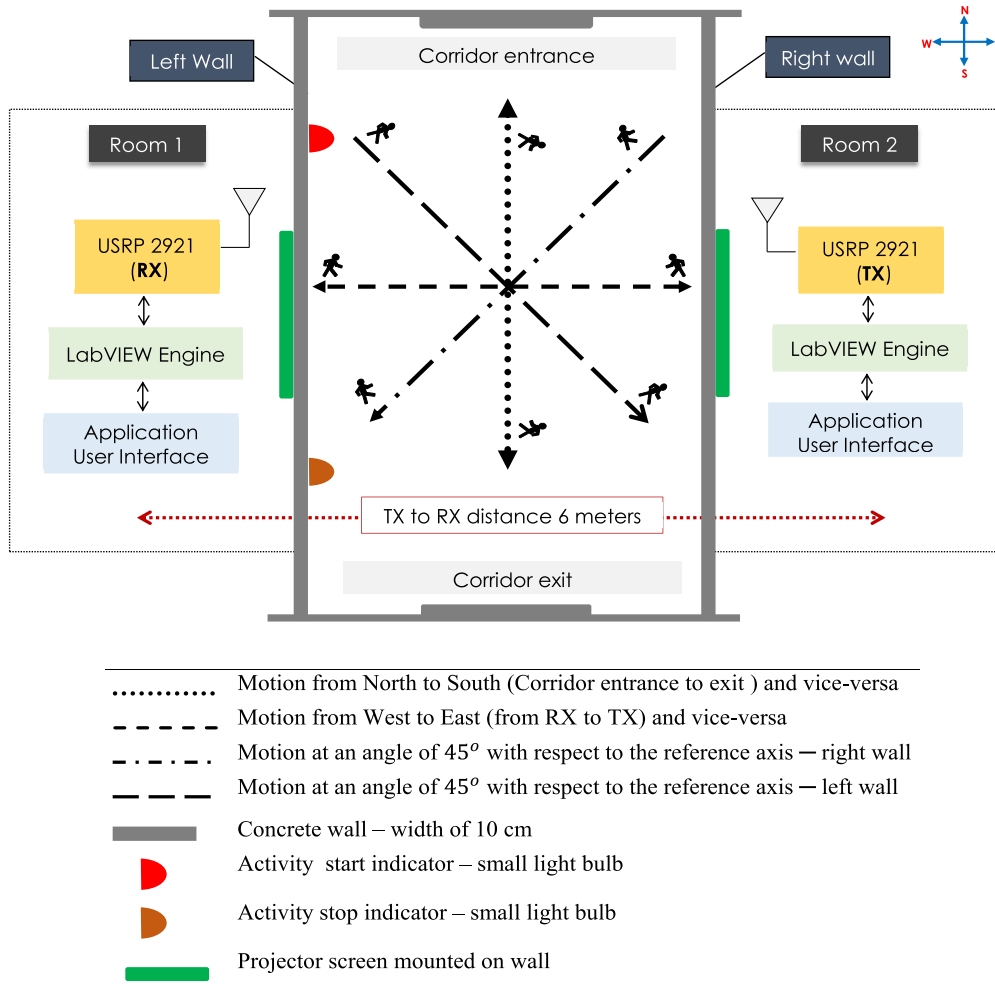 N
W
S
Corridor entrance
Left Wall
Right wall
Room 1
Room 2
USRP 2921
(RX)
USRP 2921
(TX)
LabVIEW Engine
LabVIEW Engine
Application
User Interface
Application
User Interface
TX to RX distance 6 meters
Corridor exit
Motion from North to South (Corridor entrance to exit ) and vice-versa
Motion from West to East (from RX to TX) and vice-versa
Motion at an angle of 45° with respect to the reference axis – right wall
Motion at an angle of 45° with respect to the reference axis – left wall
Concrete wall – width of 10 cm
Activity start indicator – small light bulb
Activity stop indicator – small light bulb
Projector screen mounted on wall